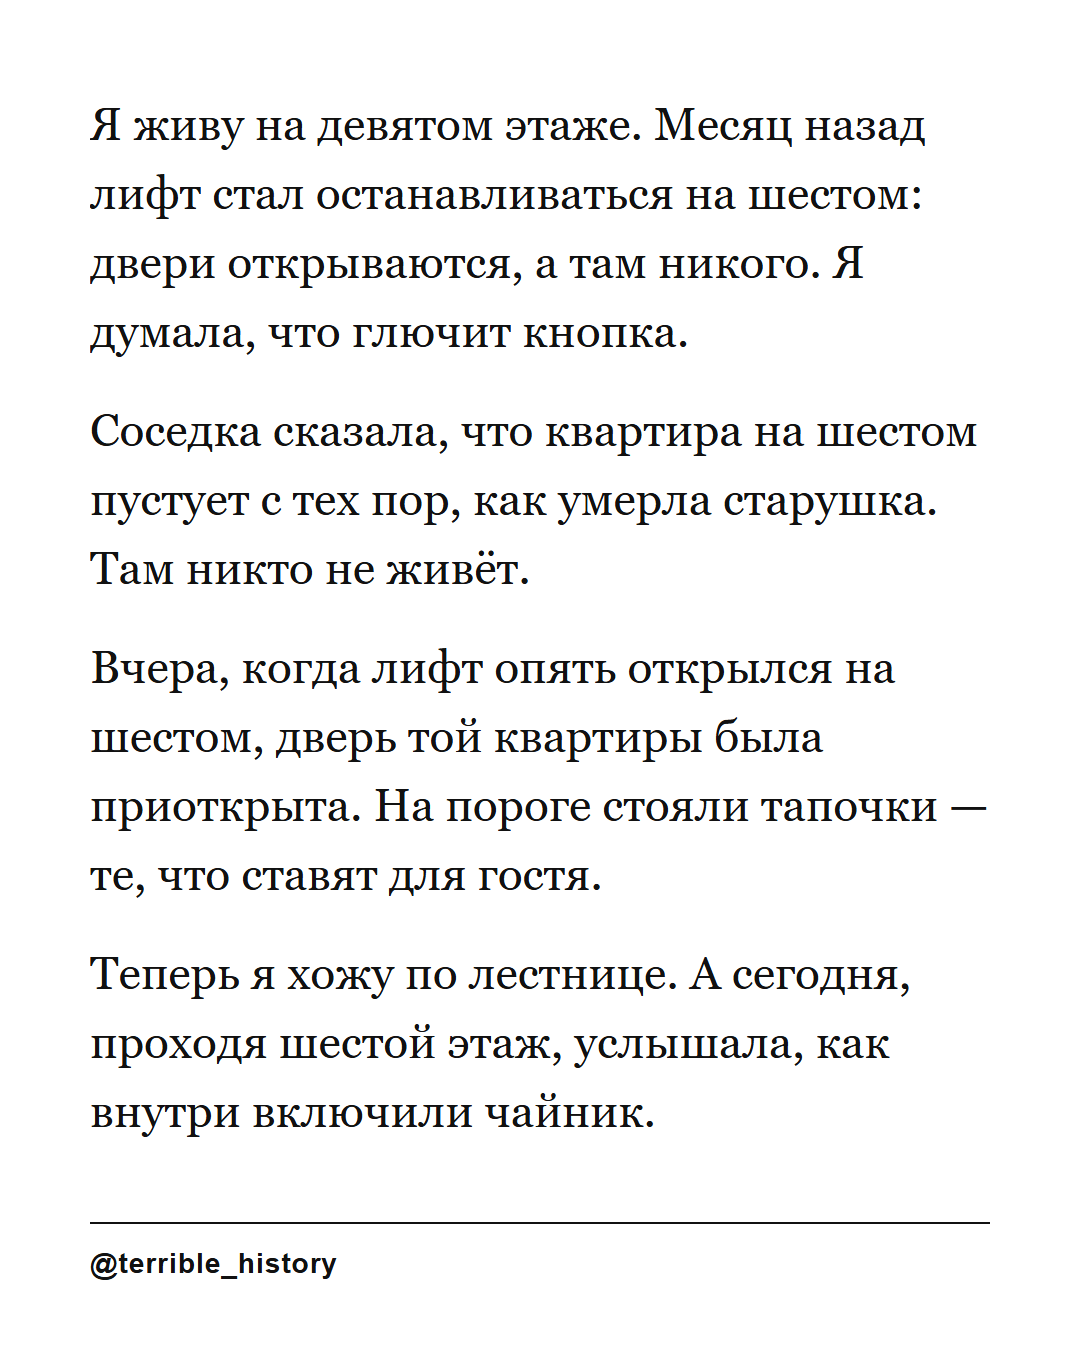 Я живу на девятом этаже. Месяц назад
лифт стал останавливаться на шестом:
двери открываются, а там никого. Я
думала, что глючит кнопка.
Соседка сказала, что квартира на шестом
пустует с тех пор, как умерла старушка.
Там никто не живёт.
Вчера, когда лифт опять открылся на
шестом, дверь той квартиры была
приоткрыта. На пороге стояли тапочки —
те, что ставят для гостя.
Теперь я хожу по лестнице. А сегодня,
проходя шестой этаж, услышала, как
внутри включили чайник.
@terrible_history